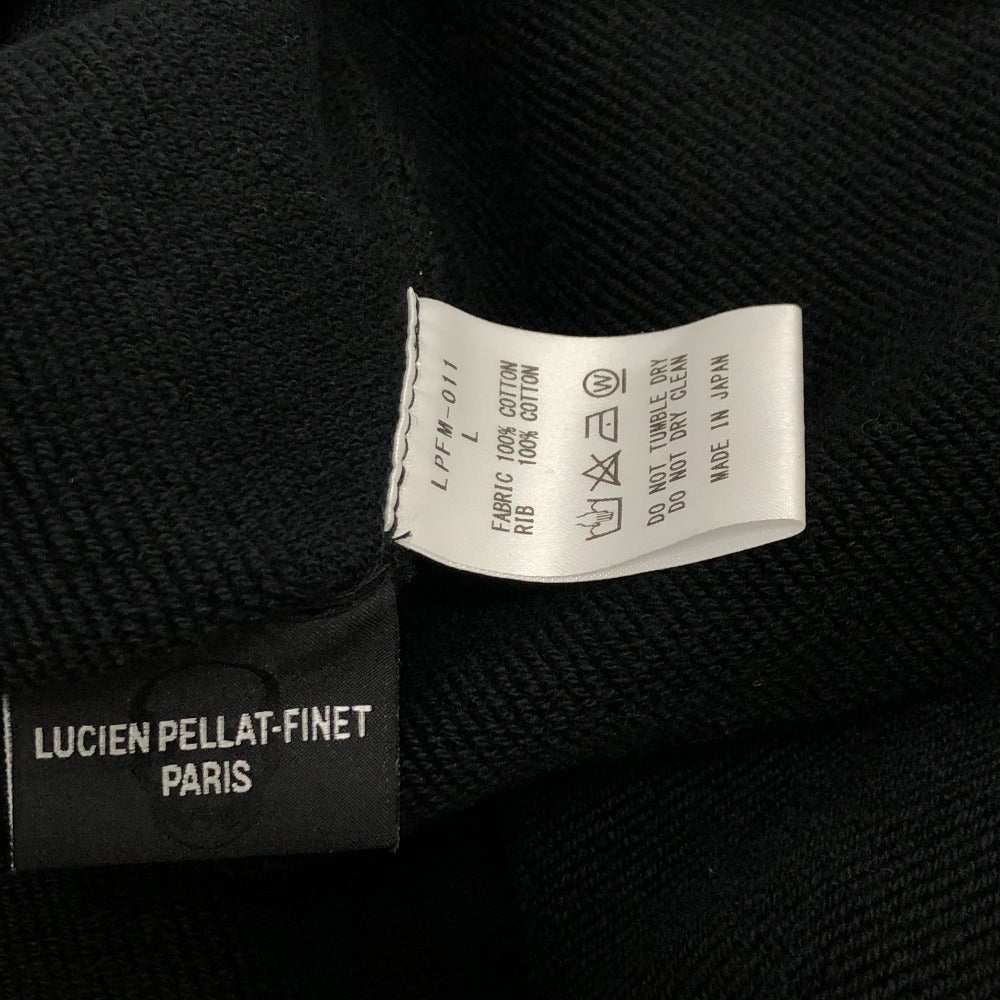 LPFM-011
L
FABRIC 100% COTTON
RIB 100% COTTON
W
DO NOT TUMBLE DRY
DO NOT DRY CLEAN
MADE IN JAPAN
LUCIEN PELLAT-FINET
PARIS